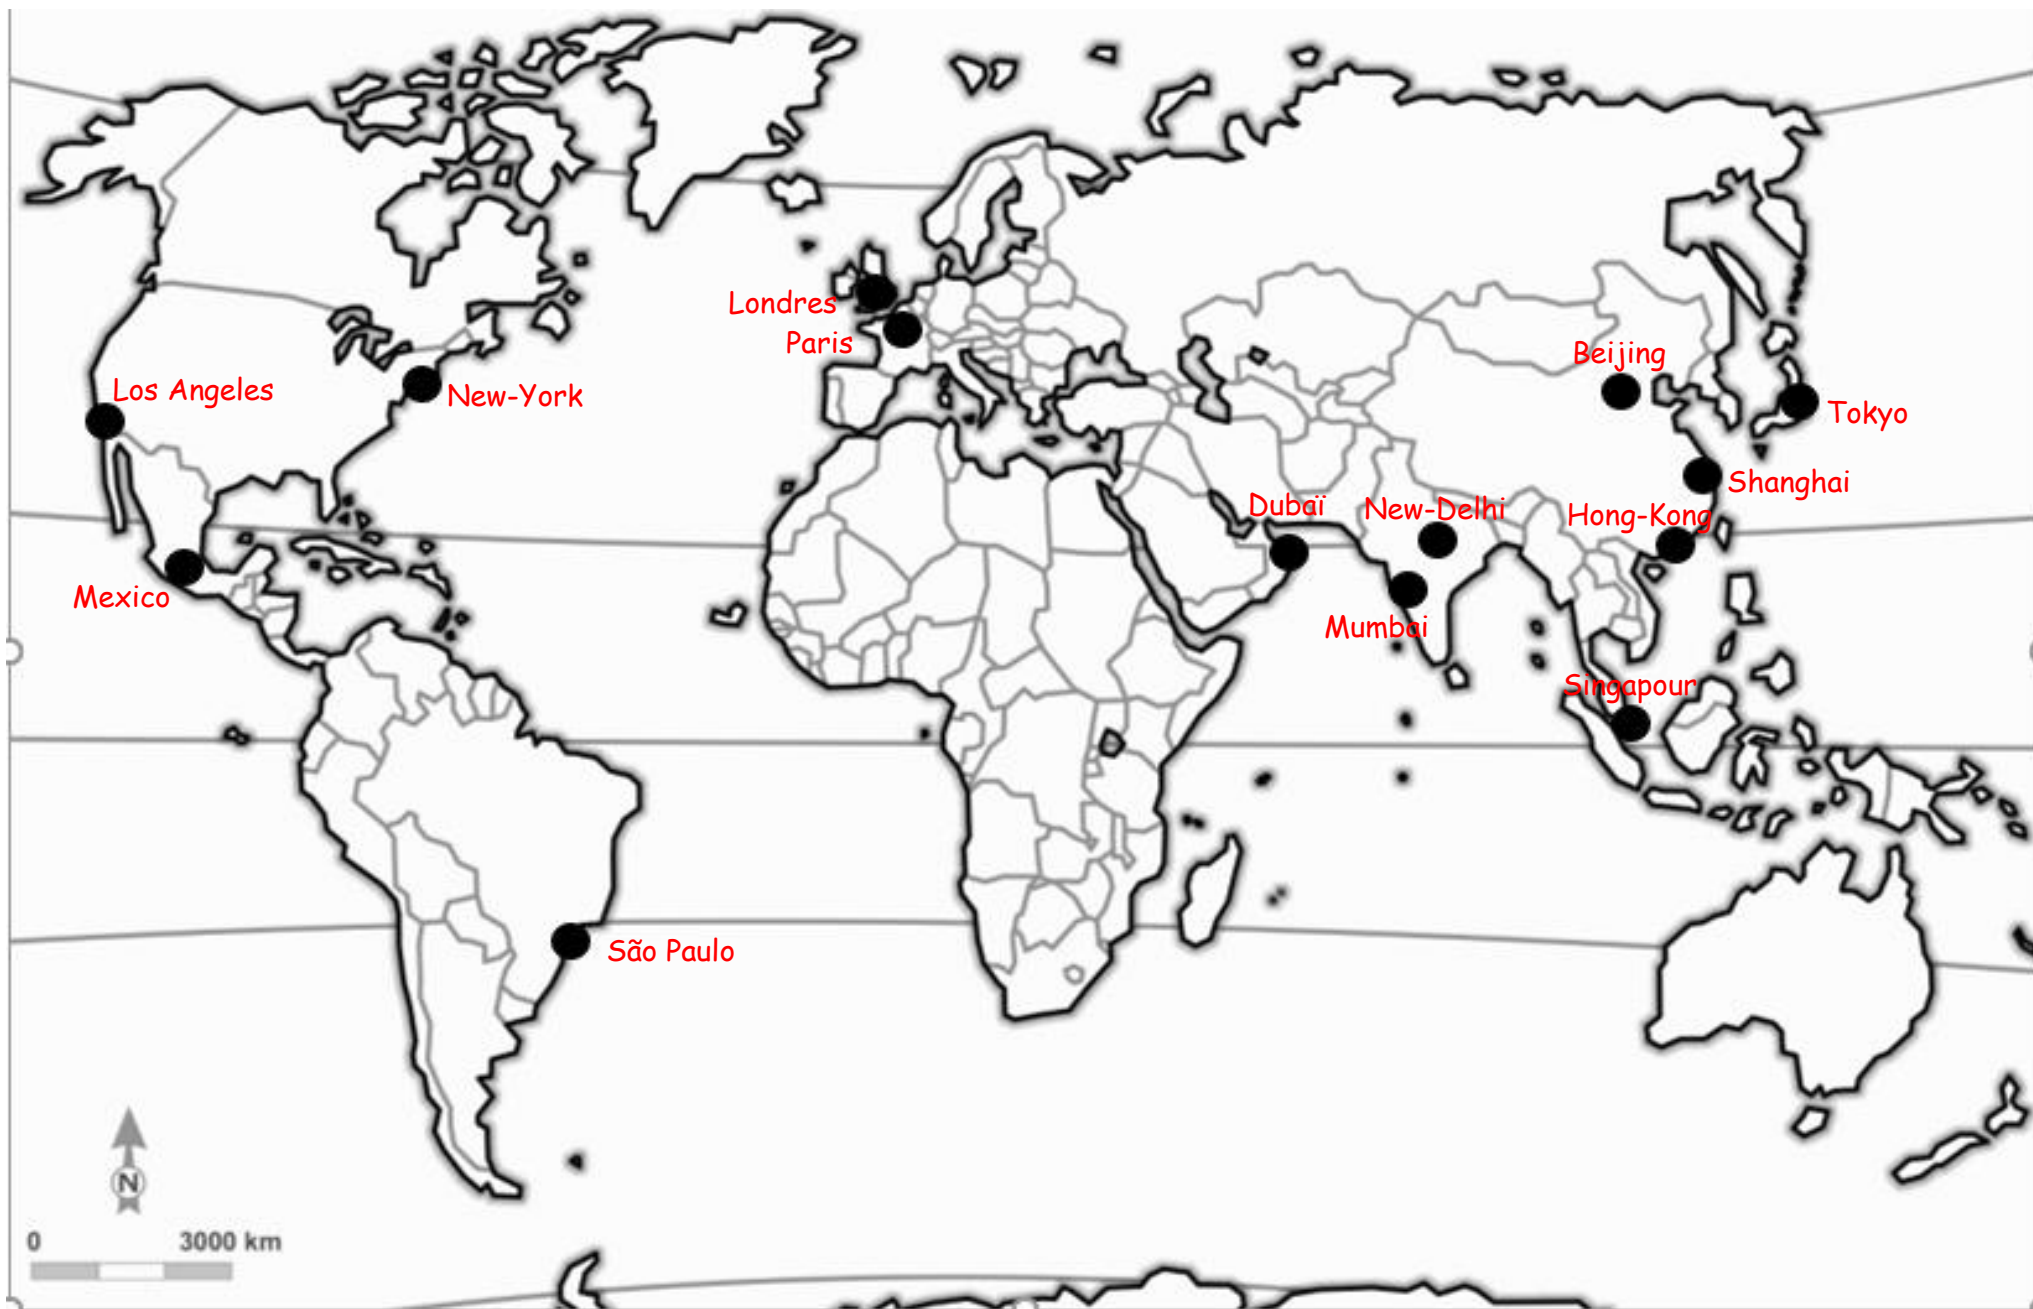 Londres
Paris
Beijing
Los Angeles
New-York
Tokyo
Shanghai
Dubaï
New-Delhi
Hong-Kong
Mexico
Mumbai
Singapour
São Paulo
N
0 3000 km